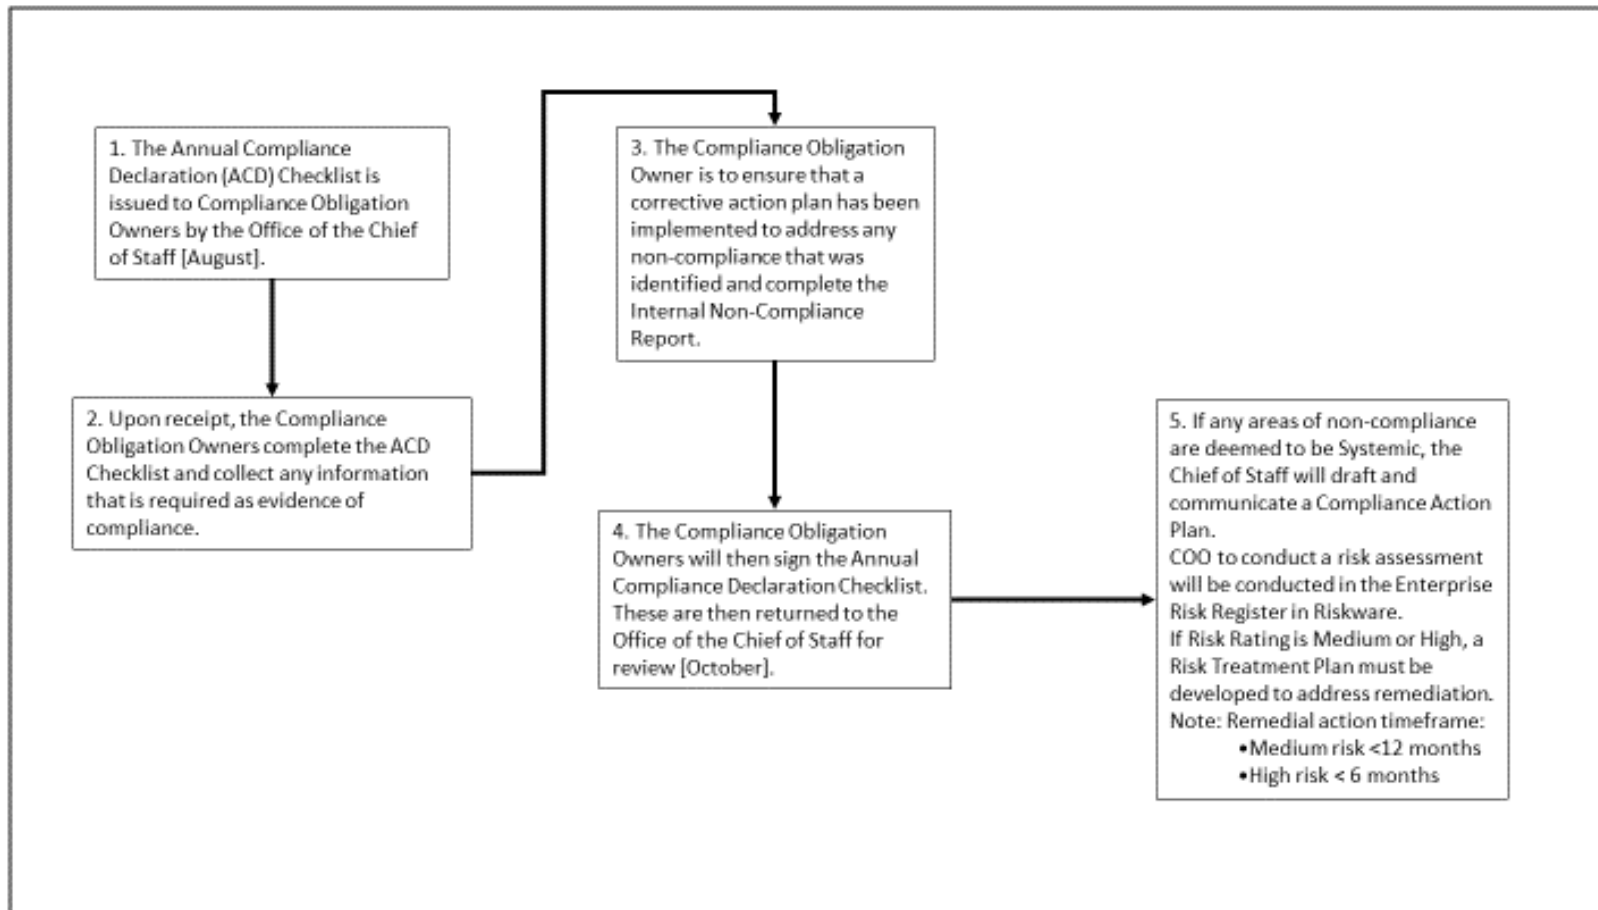 1. The Annual Compliance
Declaration (ACD) Checklist is
issued to Compliance Obligation
Owners by the Office of the Chief
of Staff [August].
2. Upon receipt, the Compliance
Obligation Owners complete the ACD
Checklist and collect any information
that is required as evidence of
compliance.
3. The Compliance Obligation
Owner is to ensure that a
corrective action plan has been
implemented to address any
non-compliance that was
identified and complete the
Internal Non-Compliance
Report.
4. The Compliance Obligation
Owners will then sign the Annual
Compliance Declaration Checklist.
These are then returned to the
Office of the Chief of Staff for
review [October].
5. If any areas of non-compliance
are deemed to be Systemic, the
Chief of Staff will draft and
communicate a Compliance Action
Plan.
COO to conduct a risk assessment
will be conducted in the Enterprise
Risk Register in Riskware.
If Risk Rating is Medium or High, a
Risk Treatment Plan must be
developed to address remediation.
Note: Remedial action timeframe:
•Medium risk <12 months
•High risk < 6 months